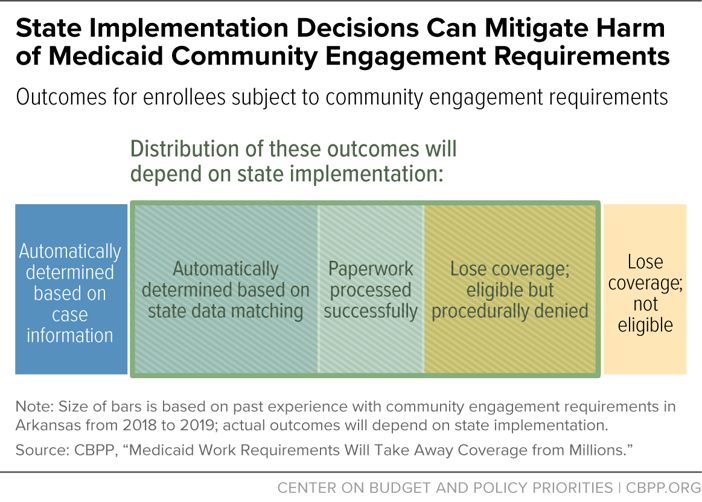 State Implementation Decisions Can Mitigate Harm
of Medicaid Community Engagement Requirements
Outcomes for enrollees subject to community engagement requirements
Distribution of these outcomes will
depend on state implementation:
Automatically
determined
based on
case
information
Automatically
determined based on
state data matching
Paperwork
processed
successfully
Lose coverage;
eligible but
procedurally denied
Lose
coverage;
not
eligible
Note: Size of bars is based on past experience with community engagement requirements in
Arkansas from 2018 to 2019; actual outcomes will depend on state implementation.
Source: CBPP, “Medicaid Work Requirements Will Take Away Coverage from Millions.”
CENTER ON BUDGET AND POLICY PRIORITIES | CBPP.ORG